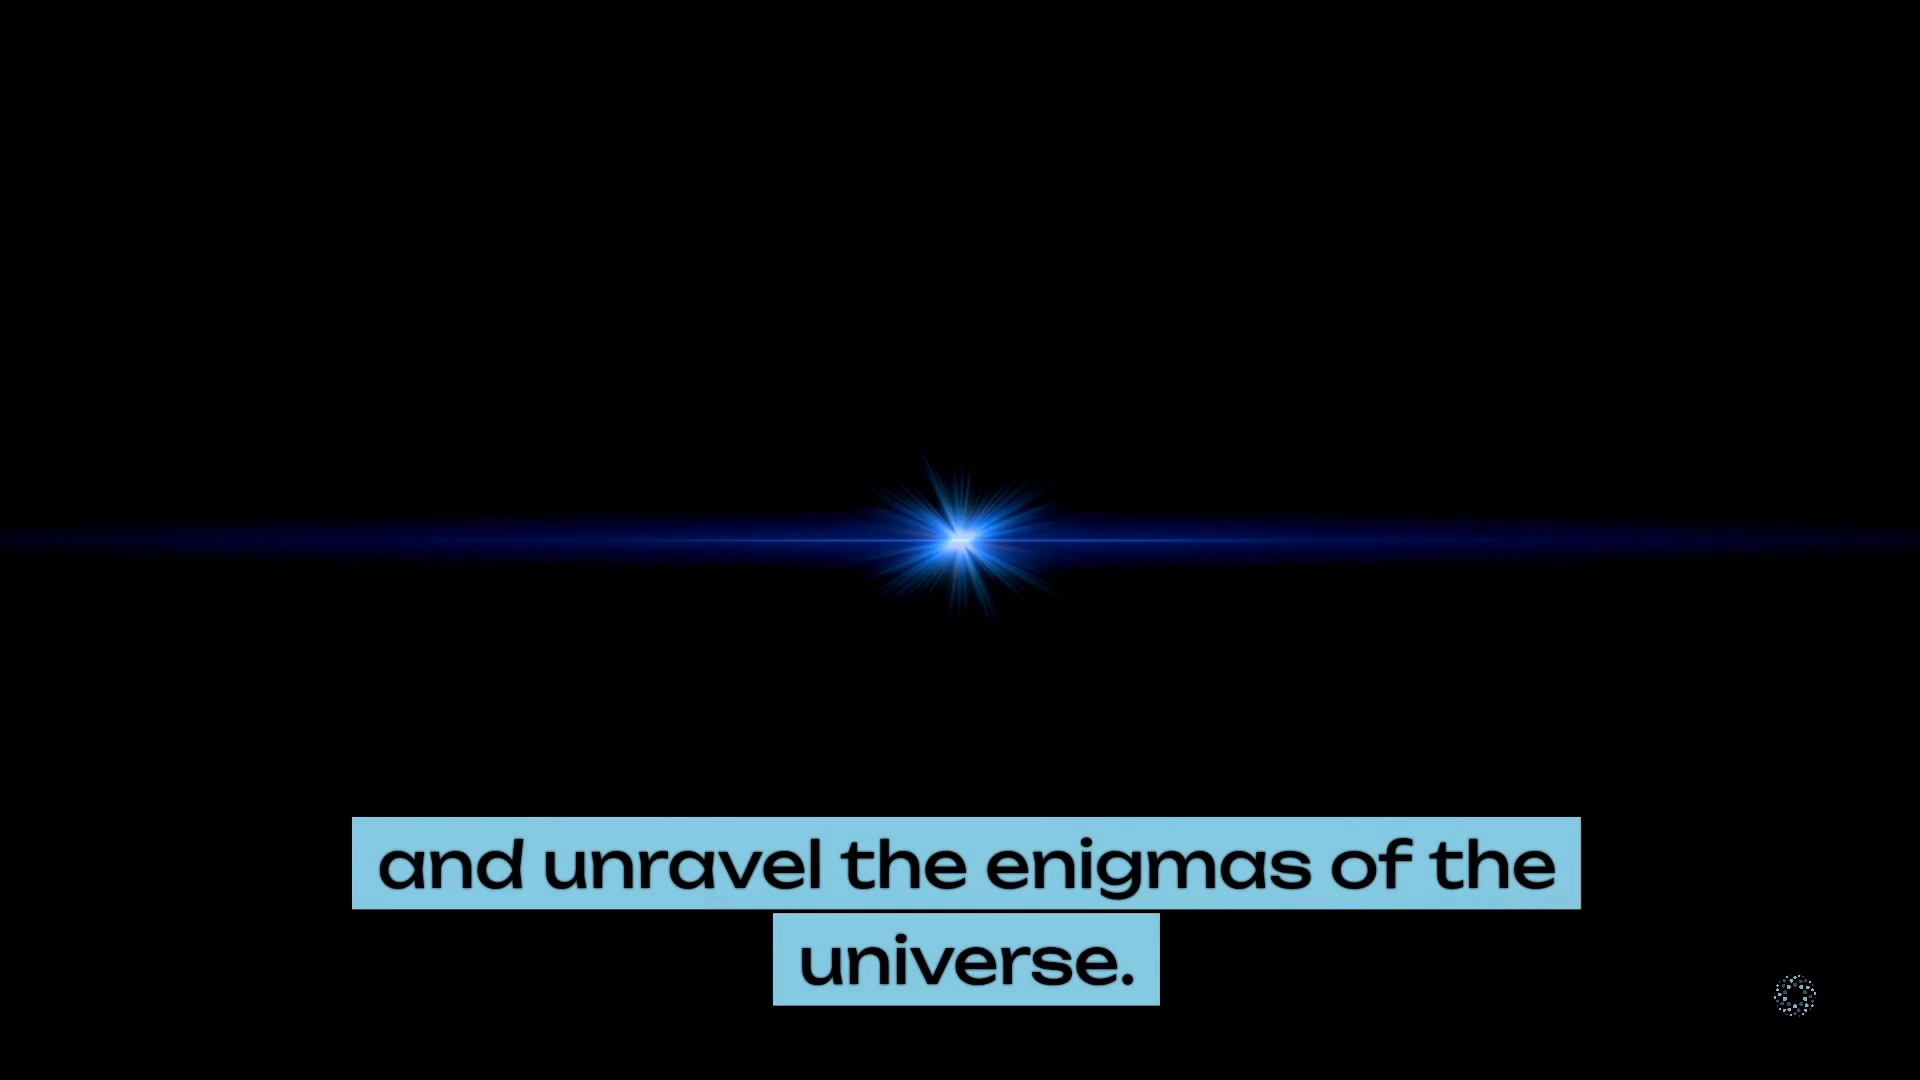 and unravel the enigmas of the
universe.